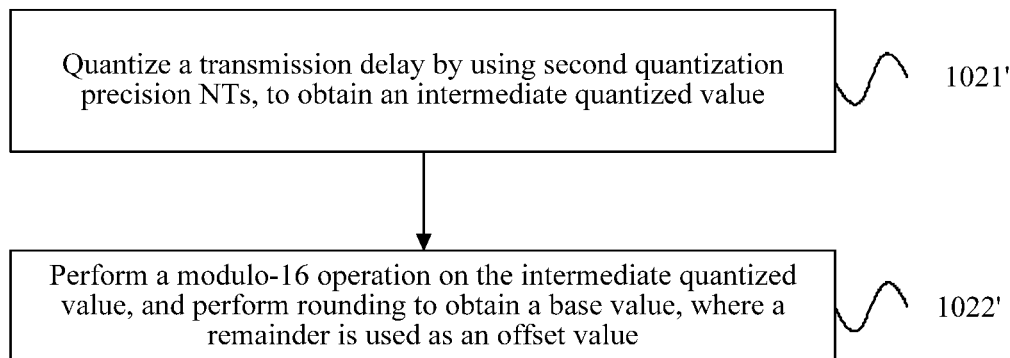 Quantize a transmission delay by using second quantization
precision NTs, to obtain an intermediate quantized value
1021'
Perform a modulo-16 operation on the intermediate quantized
value, and perform rounding to obtain a base value, where a
remainder is used as an offset value
1022'